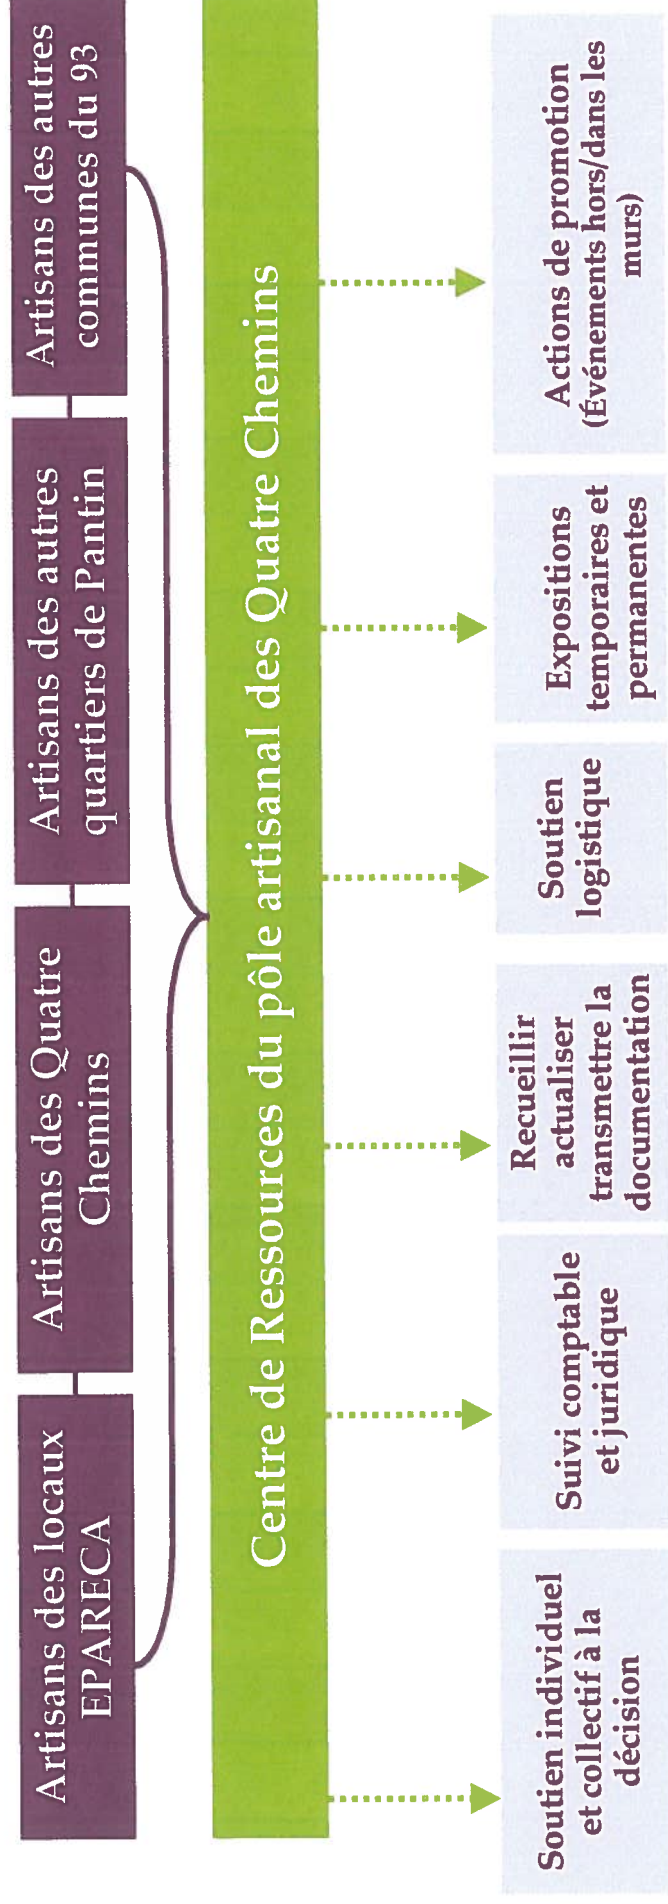 Artisans des locaux
EPARECA
Artisans des Quatre
Chemins
Artisans des autres
quartiers de Pantin
Artisans des autres
communes du 93
Centre de Ressources du pôle artisanal des Quatre Chemins
Soutien individuel
et collectif à la
décision
Suivi comptable
et juridique
Recueillir
actualiser
transmettre la
documentation
Soutien
logistique
Expositions
temporaires et
permanentes
Actions de promotion
(Événements hors/dans les
murs)